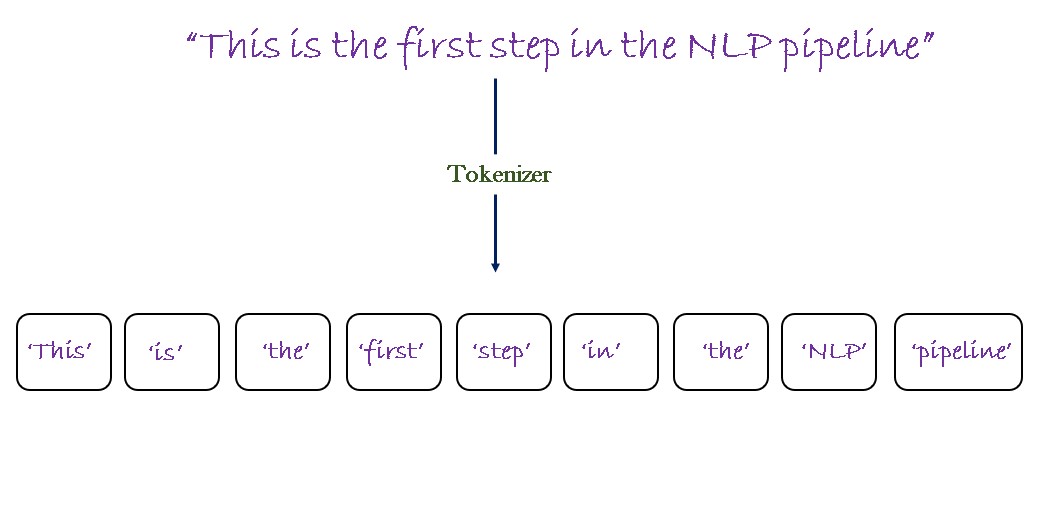 “This is the first step in the NLP pipeline”
Tokenizer
‘This’ ‘is’ ‘the’ ‘first’ ‘step’ ‘in’ ‘the’ ‘NLP’ ‘pipeline’